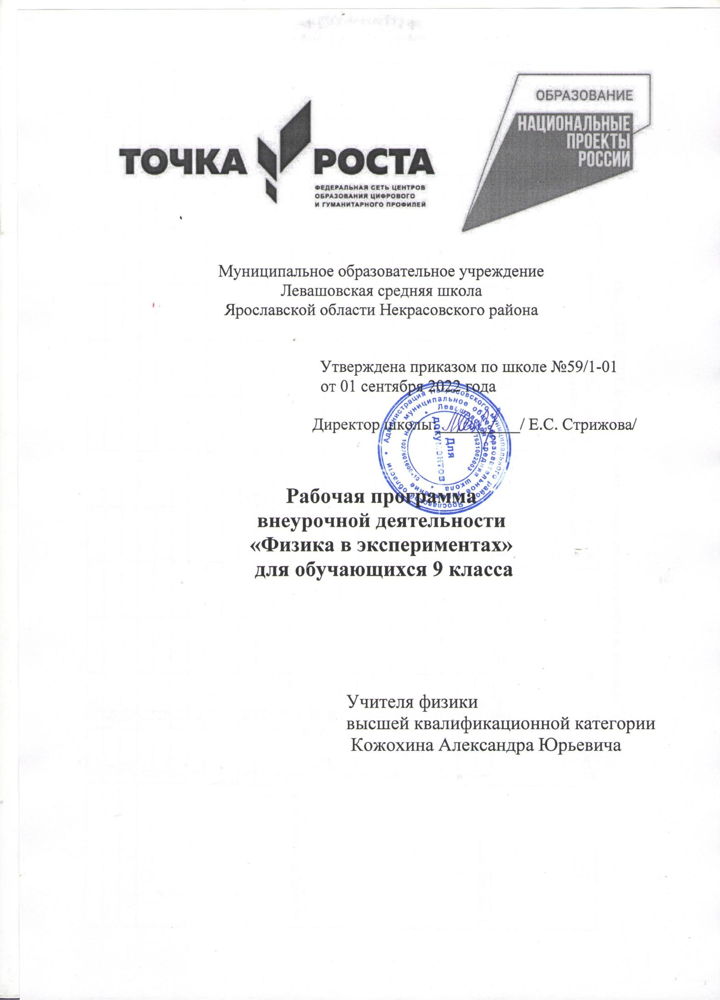 ОБРАЗОВАНИЕ
НАЦИОНАЛЬНЫЕ
ПРОЕКТЫ
РОССИИ
ТОЧКА РОСТА
ФЕДЕРАЛЬНАЯ СЕТЬ ЦЕНТРОВ
ОБРАЗОВАНИЯ ЦИФРОВОГО
И ГУМАНИТАРНОГО ПРОФИЛЕЙ
Муниципальное образовательное учреждение
Левашовская средняя школа
Ярославской области Некрасовского района
Утверждена приказом по школе №59/1-01
от 01 сентября 2022 года
Директор школы:__________/ Е.С. Стрижова/
Администрация Некрасовского муниципального района Ярославской области
муниципальное общеобразовательное учреждение
Левашовская средняя школа
7621002003
Для
документов
Рабочая программа
внеурочной деятельности
«Физика в экспериментах»
для обучающихся 9 класса
Учителя физики
высшей квалификационной категории
Кожохина Александра Юрьевича